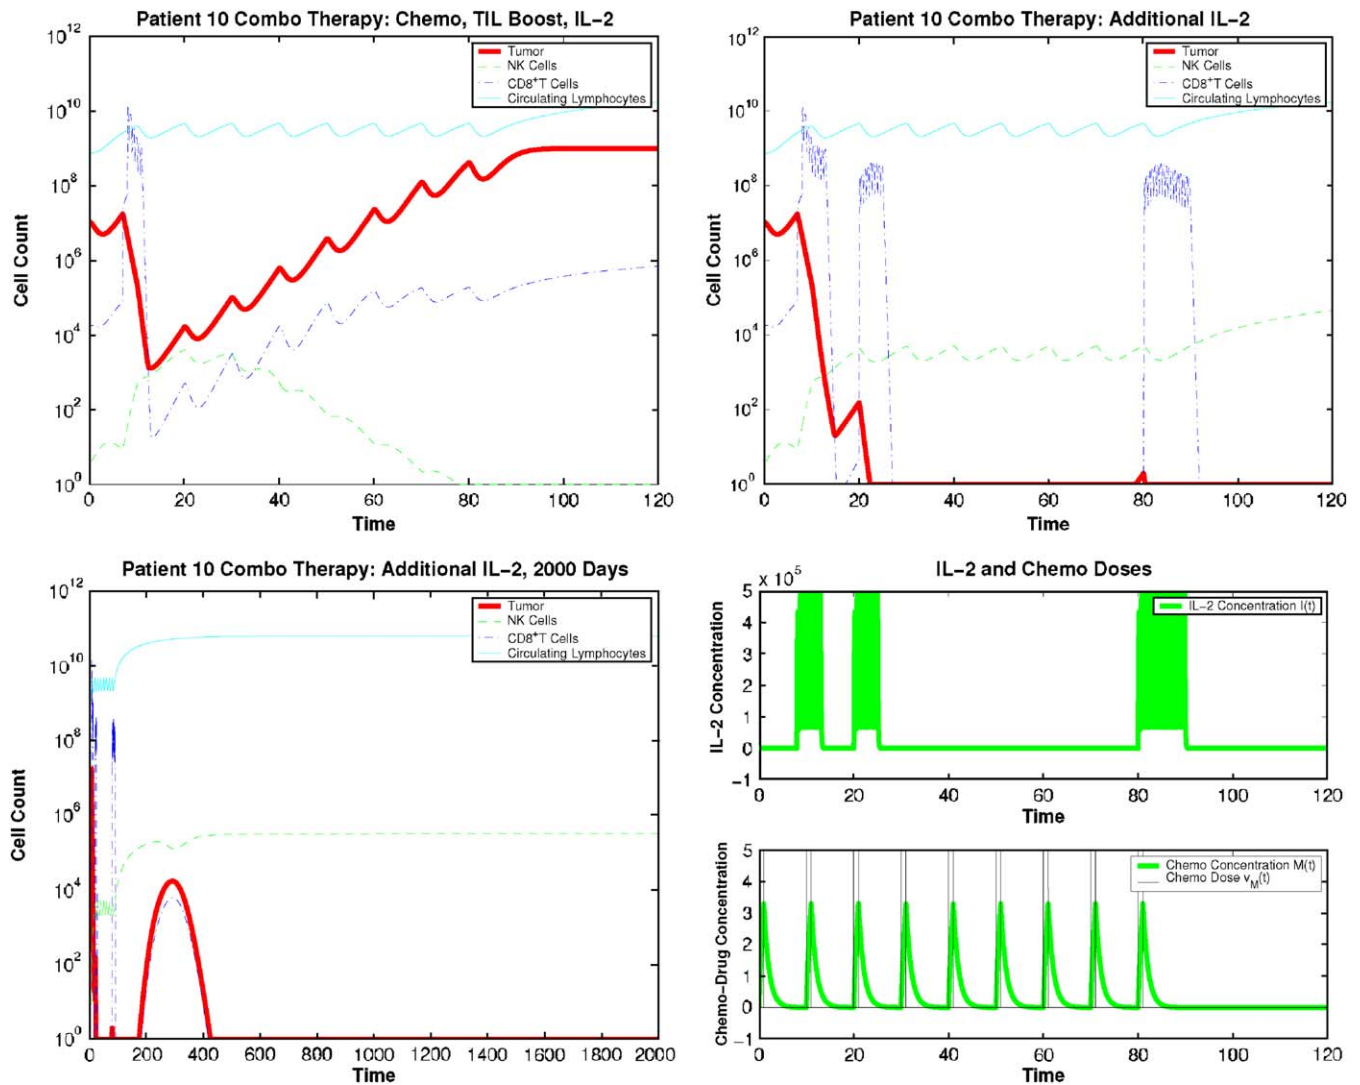 Patient 10 Combo Therapy: Chemo, TIL Boost, IL-2
10^12
10^10
10^8
10^6
10^4
10^2
10^0
Cell Count
Tumor
NK Cells
CD8+T Cells
Circulating Lymphocytes
0 20 40 60 80 100 120
Time
Patient 10 Combo Therapy: Additional IL-2
10^12
10^10
10^8
10^6
10^4
10^2
10^0
Cell Count
Tumor
NK Cells
CD8+T Cells
Circulating Lymphocytes
0 20 40 60 80 100 120
Time
Patient 10 Combo Therapy: Additional IL-2, 2000 Days
10^12
10^10
10^8
10^6
10^4
10^2
10^0
Cell Count
Tumor
NK Cells
CD8+T Cells
Circulating Lymphocytes
0 200 400 600 800 1000 1200 1400 1600 1800 2000
Time
IL-2 and Chemo Doses
x 10^5
5
4
3
2
1
0
−1
IL-2 Concentration
IL-2 Concentration I(t)
0 20 40 60 80 100 120
Time
5
4
3
2
1
0
−1
Chemo-Drug Concentration
Chemo Concentration M(t)
Chemo Dose v_M(t)
0 20 40 60 80 100 120
Time